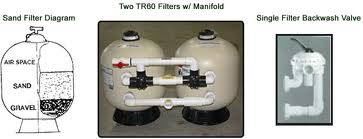 Sand Filter Diagram
Two TR60 Filters w/ Manifold
Single Filter Backwash Valve
AIR SPACE
SAND
GRAVEL